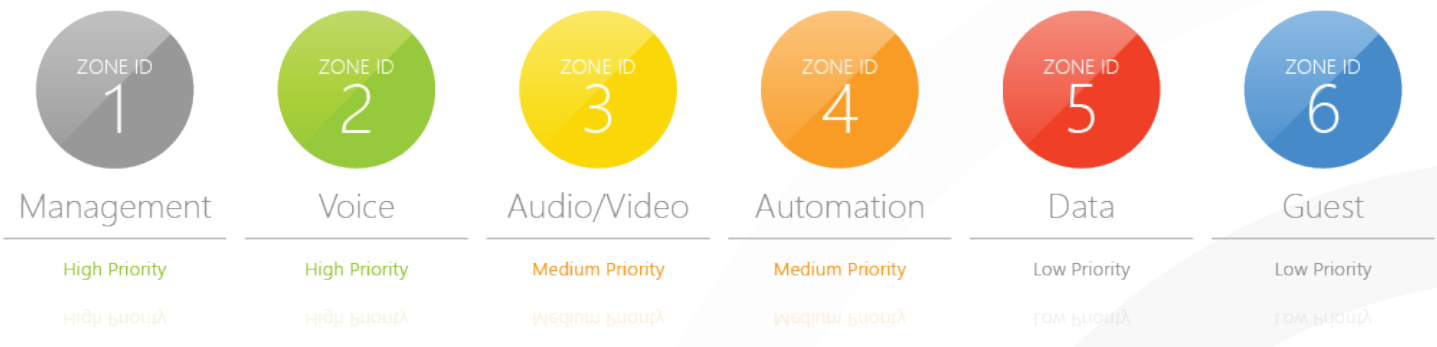 ZONE ID
1
ZONE ID
2
ZONE ID
3
ZONE ID
4
ZONE ID
5
ZONE ID
6
Management
Voice
Audio/Video
Automation
Data
Guest
High Priority
High Priority
Medium Priority
Medium Priority
Low Priority
Low Priority